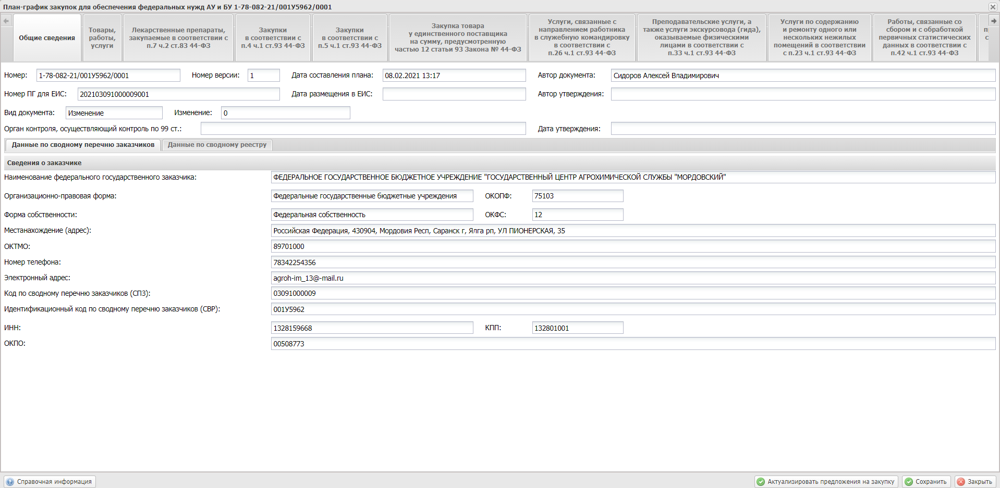 План-график закупок для обеспечения федеральных нужд АУ и БУ 1-78-082-21/001У5962/0001
Общие сведения
Товары,
работы,
услуги
Лекарственные препараты,
закупаемые в соответствии с
п.7 ч.2 ст.83 44-ФЗ
Закупки
в соответствии с
п.4 ч.1 ст.93 44-ФЗ
Закупки
в соответствии с
п.5 ч.1 ст.93 44-ФЗ
Закупка товара
у единственного поставщика
на сумму, предусмотренную
частью 12 статьи 93 Закона № 44-ФЗ
Услуги, связанные с
направлением работника
в служебную командировку
в соответствии с
п.26 ч.1 ст.93 44-ФЗ
Преподавательские услуги, а
также услуги экскурсовода (гида),
оказываемые физическими
лицами в соответствии с
п.33 ч.1 ст.93 44-ФЗ
Услуги по содержанию
и ремонту одного или
нескольких нежилых
помещений в соответствии
с п.23 ч.1 ст.93 44-ФЗ
Работы, связанные со
сбором и с обработкой
первичных статистических
данных в соответствии с
п.42 ч.1 ст.93 44-ФЗ
Номер: 1-78-082-21/001У5962/0001 Номер версии: 1 Дата составления плана: 08.02.2021 13:17 Автор документа: Сидоров Алексей Владимирович
Номер ПГ для ЕИС: 202103091000009001 Дата размещения в ЕИС: Автор утверждения:
Вид документа: Изменение Изменение: 0
Орган контроля, осуществляющий контроль по 99 ст.: Дата утверждения:
Данные по сводному перечню заказчиков Данные по сводному реестру
Сведения о заказчике
Наименование федерального государственного заказчика: ФЕДЕРАЛЬНОЕ ГОСУДАРСТВЕННОЕ БЮДЖЕТНОЕ УЧРЕЖДЕНИЕ "ГОСУДАРСТВЕННЫЙ ЦЕНТР АГРОХИМИЧЕСКОЙ СЛУЖБЫ "МОРДОВСКИЙ"
Организационно-правовая форма: Федеральные государственные бюджетные учреждения ОКОПФ: 75103
Форма собственности: Федеральная собственность ОКФС: 12
Местанахождение (адрес): Российская Федерация, 430904, Мордовия Респ, Саранск г, Ялга рп, УЛ ПИОНЕРСКАЯ, 35
ОКТМО: 89701000
Номер телефона: 78342254356
Электронный адрес: agroh-im_13@-mail.ru
Код по сводному перечню заказчиков (СПЗ): 03091000009
Идентификационный код по сводному перечню заказчиков (СВР): 001У5962
ИНН: 1328159668 КПП: 132801001
ОКПО: 00508773
Справочная информация Актуализировать предложения на закупку Сохранить Закрыть